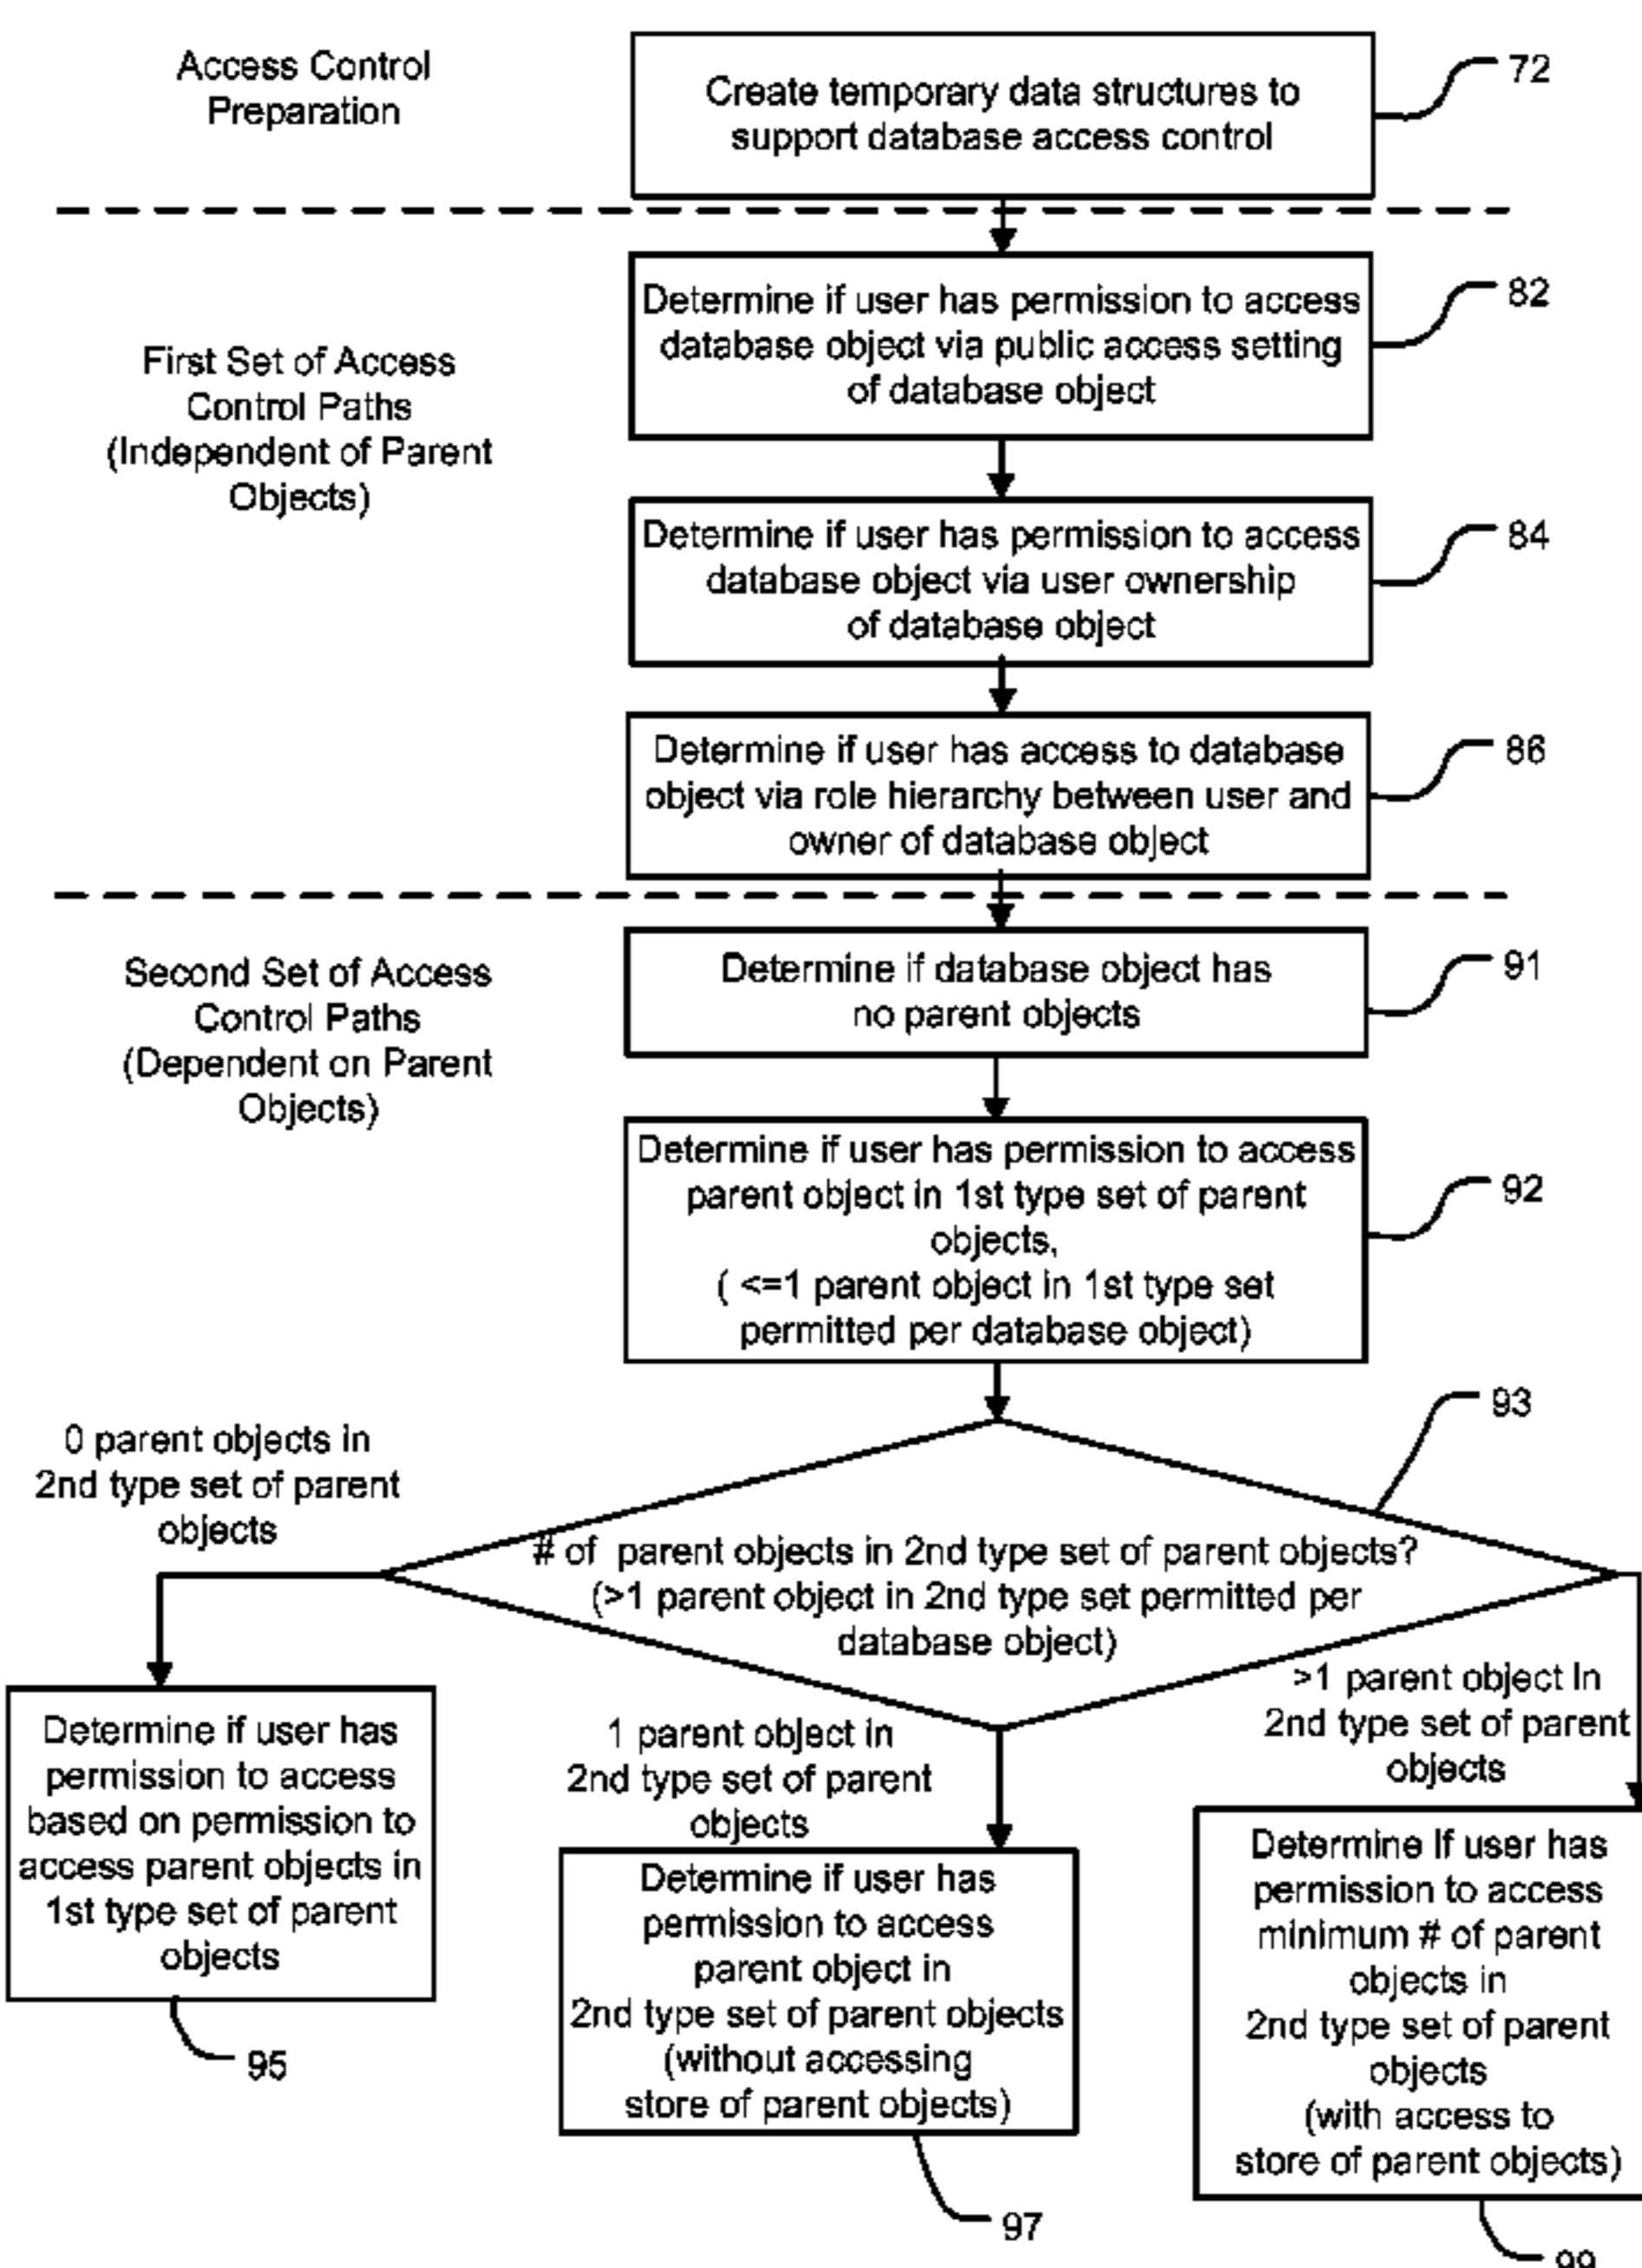 Access Control
Preparation
Create temporary data structures to
support database access control
72
First Set of Access
Control Paths
(Independent of Parent
Objects)
Determine if user has permission to access
database object via public access setting
of database object
82
Determine if user has permission to access
database object via user ownership
of database object
84
Determine if user has access to database
object via role hierarchy between user and
owner of database object
86
Second Set of Access
Control Paths
(Dependent on Parent
Objects)
Determine if database object has
no parent objects
91
Determine if user has permission to access
parent object in 1st type set of parent
objects,
( <=1 parent object in 1st type set
permitted per database object)
92
93
# of parent objects in 2nd type set of parent objects?
(>1 parent object in 2nd type set permitted per
database object)
0 parent objects in
2nd type set of parent
objects
Determine if user has
permission to access
based on permission to
access parent objects in
1st type set of parent
objects
95
1 parent object in
2nd type set of parent
objects
Determine if user has
permission to access
parent object in
2nd type set of parent objects
(without accessing
store of parent objects)
97
>1 parent object in
2nd type set of parent
objects
Determine if user has
permission to access
minimum # of parent
objects in
2nd type set of parent
objects
(with access to
store of parent objects)
99